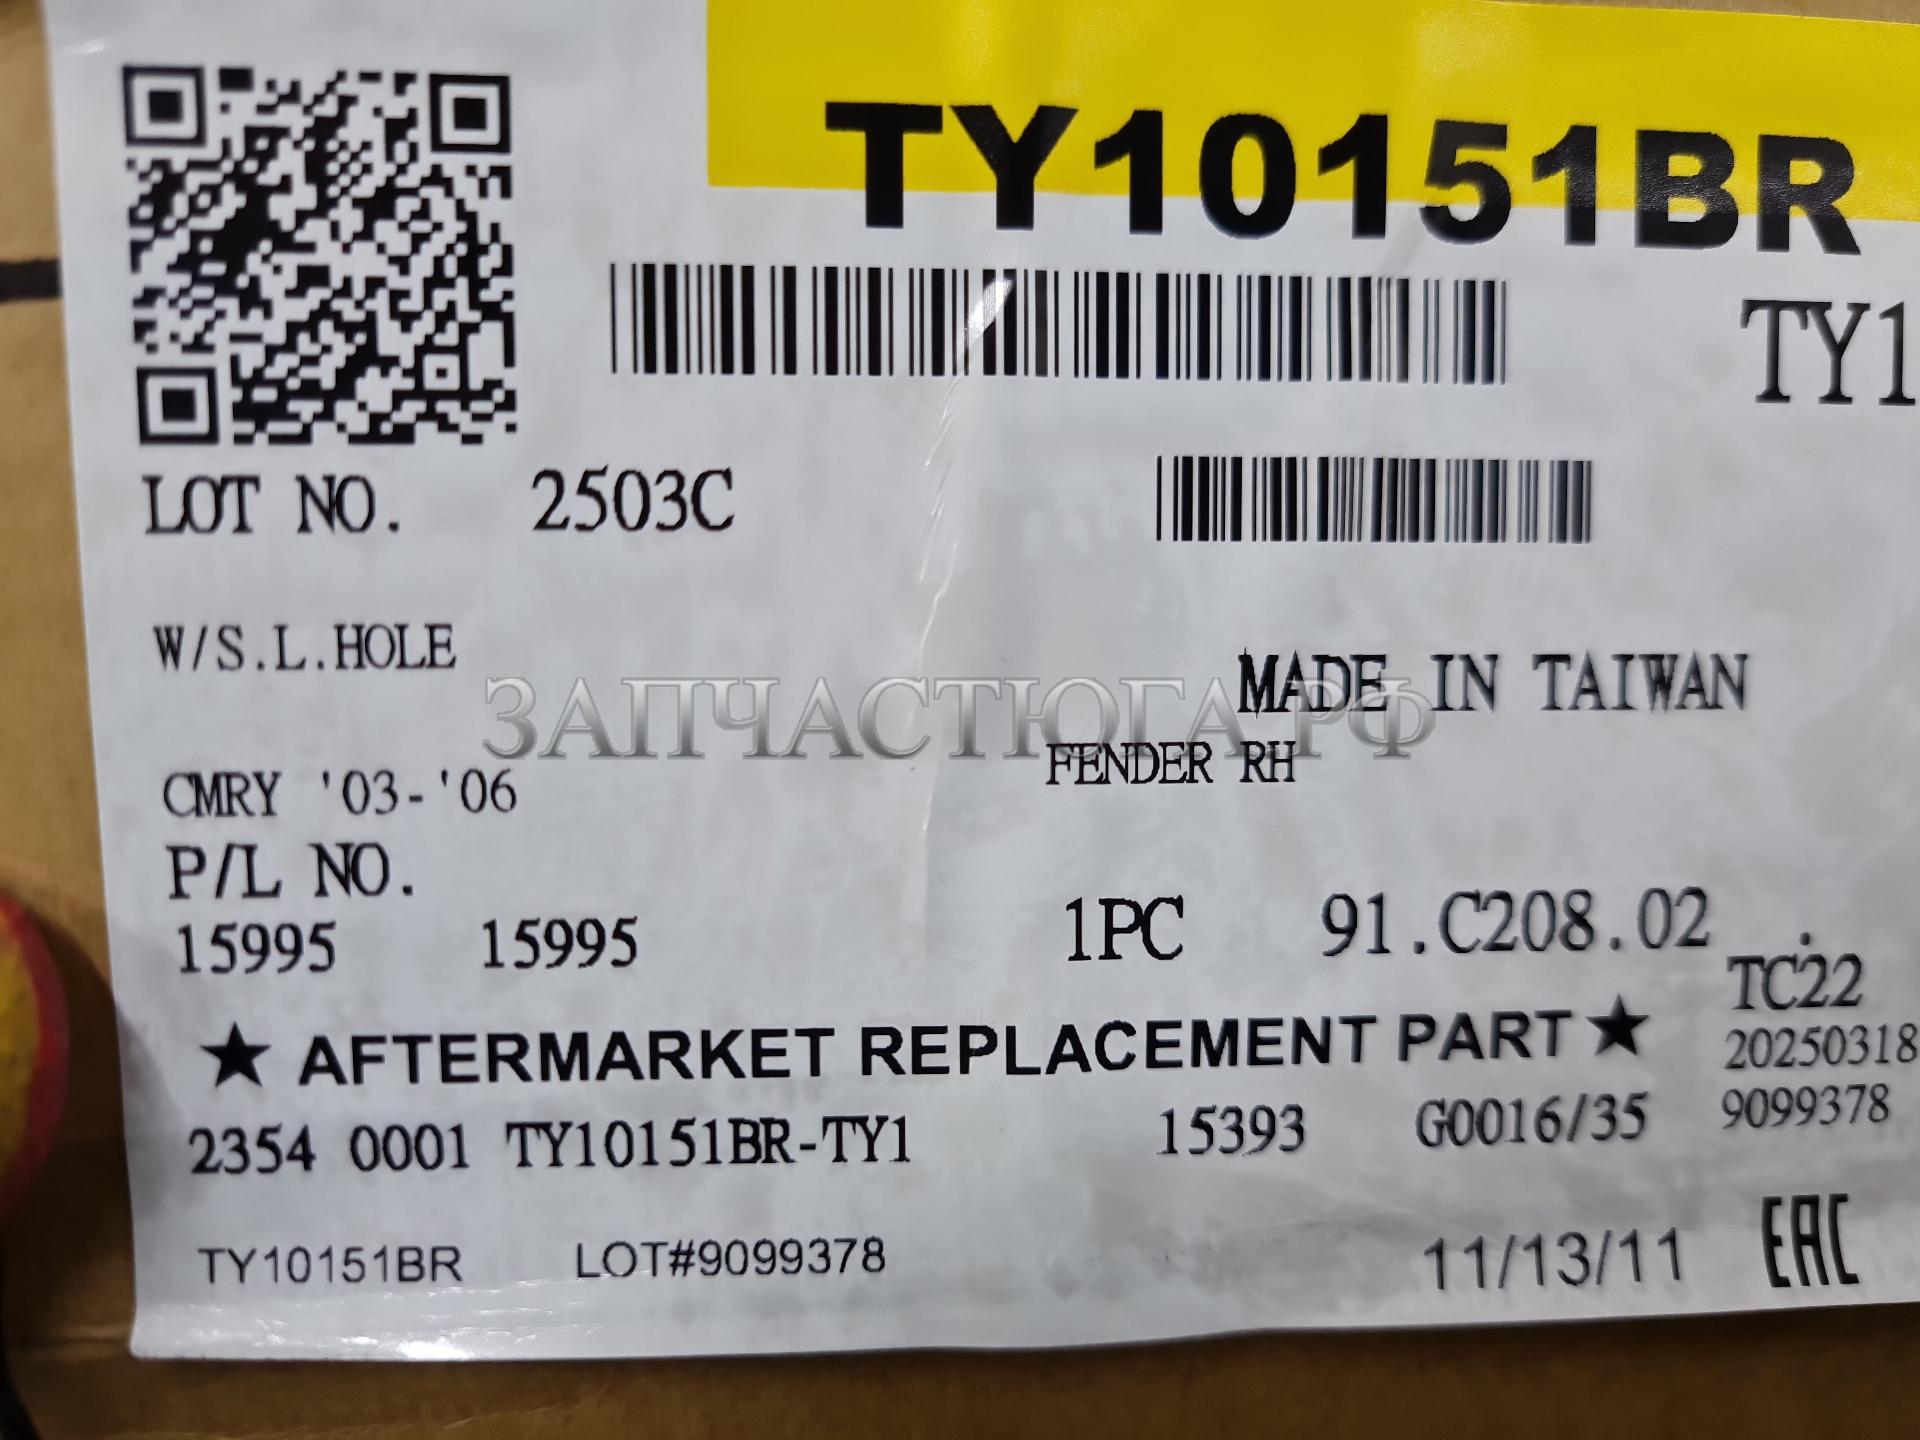 TY10151BR
TY1
LOT NO. 2503C
W/S.L.HOLE
MADE IN TAIWAN
ЗАПЧАСТЮГА.РФ
FENDER RH
CMRY '03-'06
P/L NO.
15995 15995 1PC 91.C208.02
TC22
★ AFTERMARKET REPLACEMENT PART ★
20250318
9099378
2354 0001 TY10151BR-TY1 15393 G0016/35
TY10151BR LOT#9099378 11/13/11 EAC